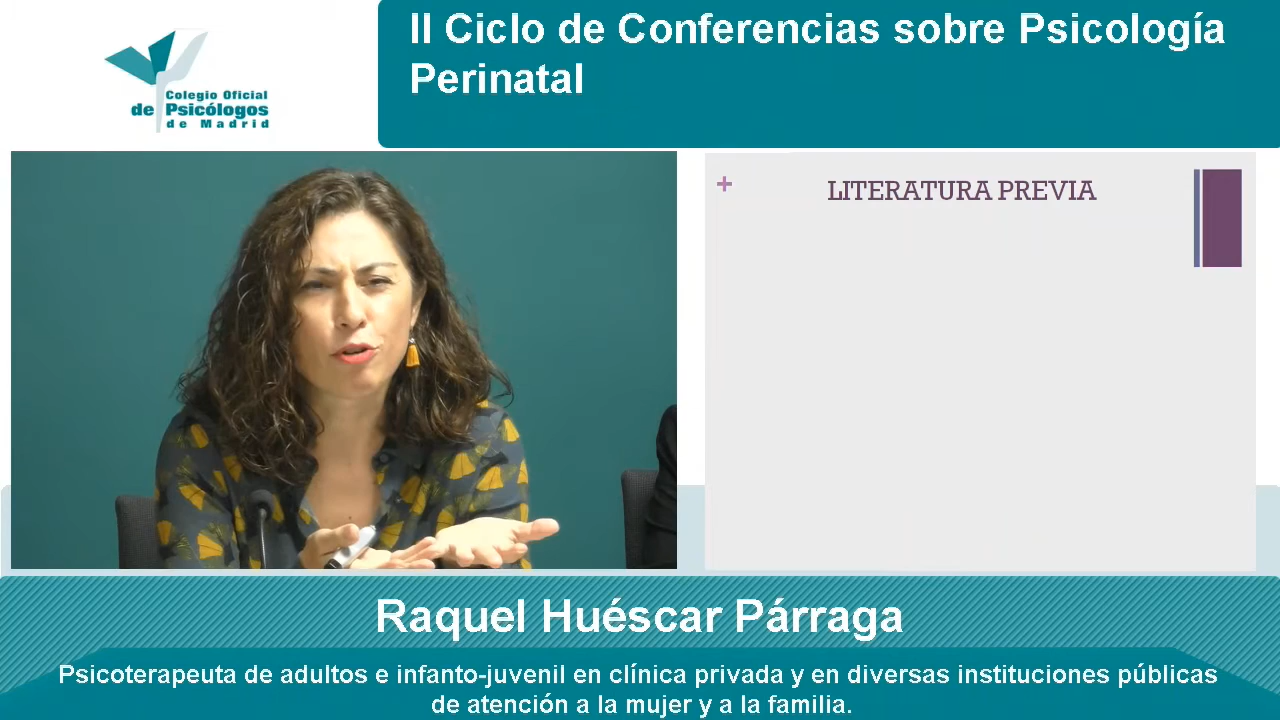 II Ciclo de Conferencias sobre Psicología
Perinatal
Colegio Oficial
de Psicólogos
de Madrid
+
LITERATURA PREVIA
Raquel Huéscar Párraga
Psicoterapeuta de adultos e infanto-juvenil en clínica privada y en diversas instituciones públicas
de atención a la mujer y a la familia.